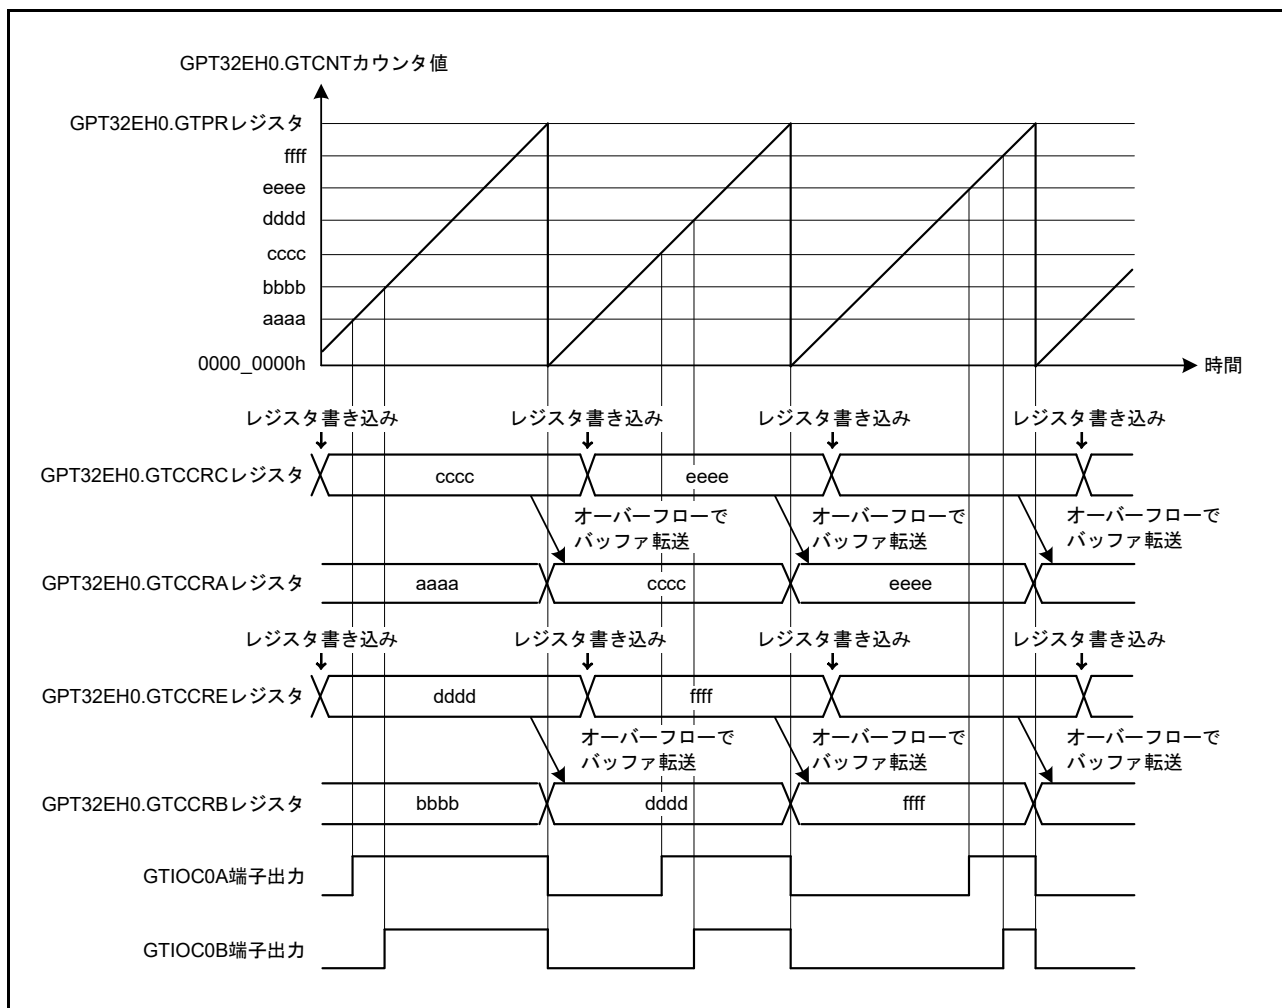 GPT32EH0.GTCNTカウンタ値
GPT32EH0.GTPRレジスタ
ffff
eeee
dddd
cccc
bbbb
aaaa
0000_0000h
時間
レジスタ書き込み
レジスタ書き込み
レジスタ書き込み
レジスタ書き込み
GPT32EH0.GTCCRCレジスタ
cccc
eeee
オーバーフローで
バッファ転送
オーバーフローで
バッファ転送
オーバーフローで
バッファ転送
GPT32EH0.GTCCRAレジスタ
aaaa
cccc
eeee
レジスタ書き込み
レジスタ書き込み
レジスタ書き込み
レジスタ書き込み
GPT32EH0.GTCCREレジスタ
dddd
ffff
オーバーフローで
バッファ転送
オーバーフローで
バッファ転送
オーバーフローで
バッファ転送
GPT32EH0.GTCCRBレジスタ
bbbb
dddd
ffff
GTIOC0A端子出力
GTIOC0B端子出力